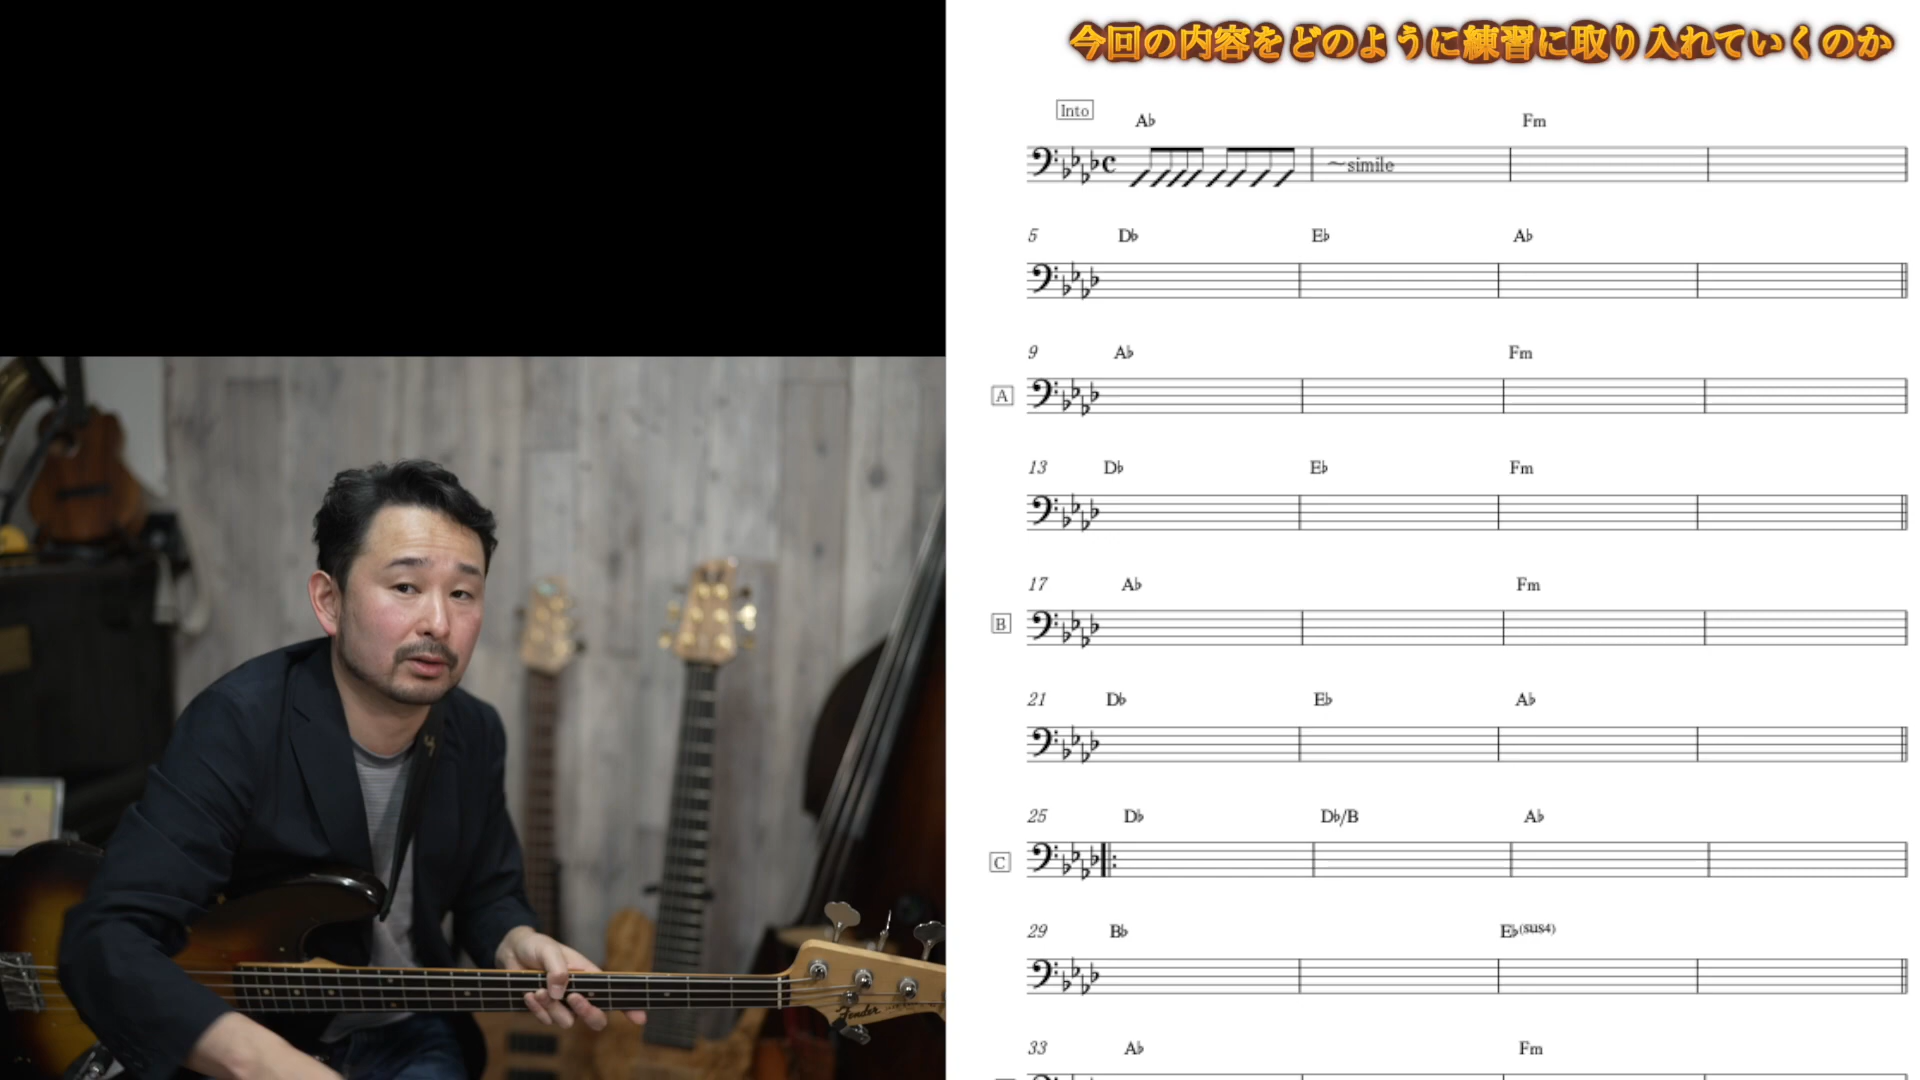 今回の内容をどのように練習に取り入れていくのか
Into
A♭ Fm
～simile
5 D♭ E♭ A♭
9 A♭ Fm
A
13 D♭ E♭ Fm
17 A♭ Fm
B
21 D♭ E♭ A♭
25 D♭ D♭/B A♭
C
29 B♭ E♭(sus4)
33 A♭ Fm
Fender